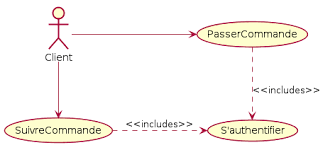 PasserCommande
Client
<<includes>>
SuivreCommande
<<includes>>
S'authentifier